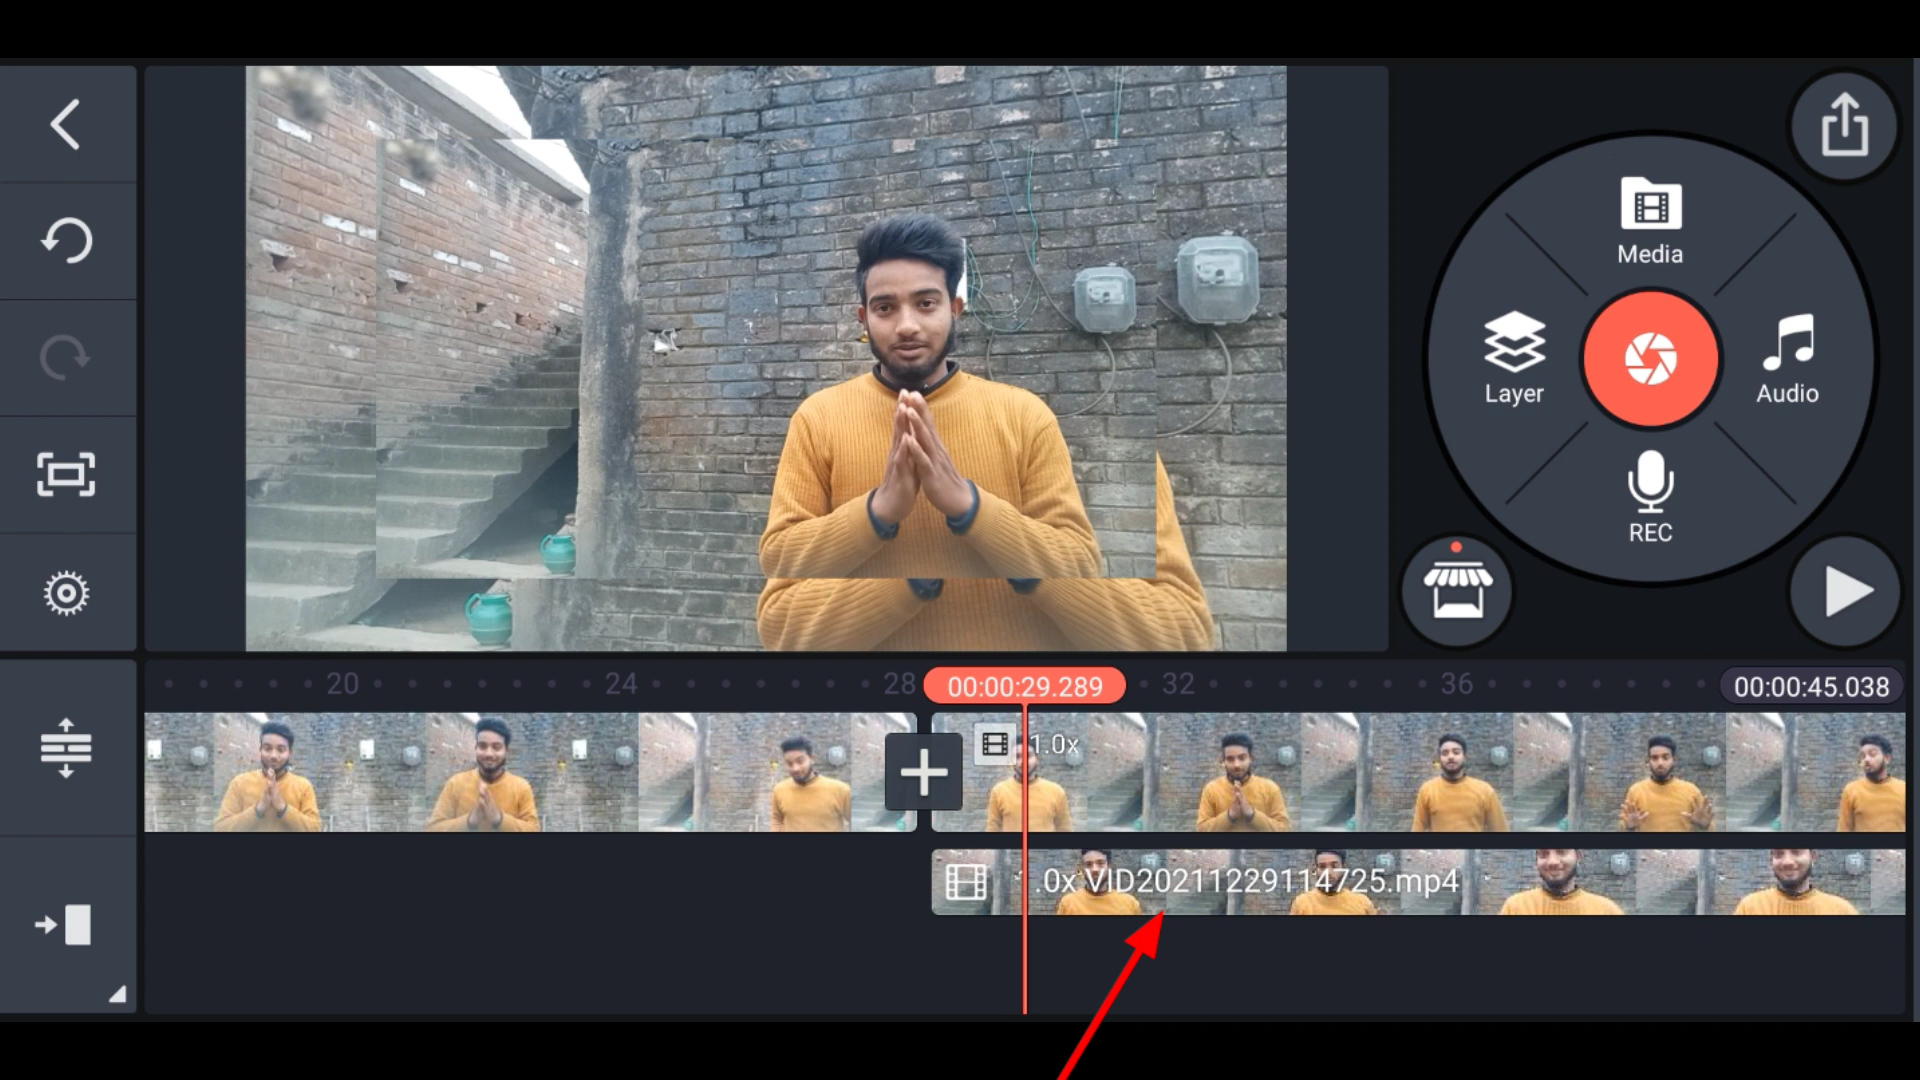 Media
Layer
Audio
REC
20
24
28
00:00:29.289
32
36
00:00:45.038
1.0x
.0x VID20211229114725.mp4